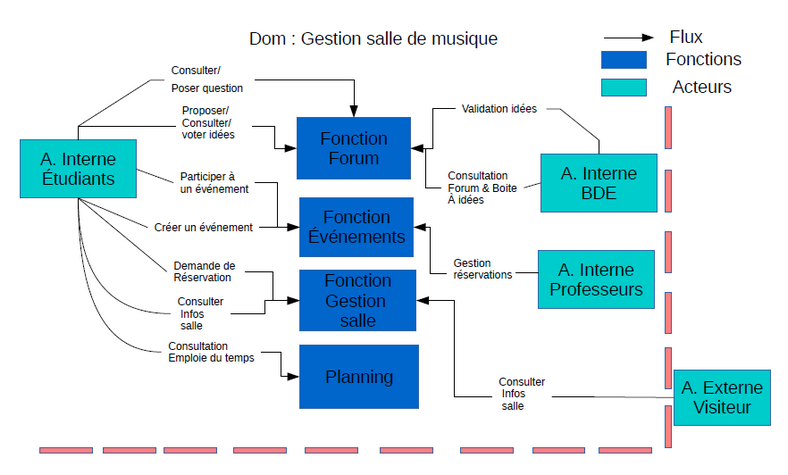 Dom : Gestion salle de musique
Flux
Fonctions
Acteurs
Consulter/
Poser question
Proposer/
Consulter/
voter idées
A. Interne
Étudiants
Participer à
un événement
Créer un événement
Demande de
Réservation
Consulter
Infos
salle
Consultation
Emploie du temps
Fonction
Forum
Fonction
Événements
Fonction
Gestion
salle
Planning
Validation idées
Consultation
Forum & Boite
À idées
A. Interne
BDE
Gestion
réservations
A. Interne
Professeurs
Consulter
Infos
salle
A. Externe
Visiteur